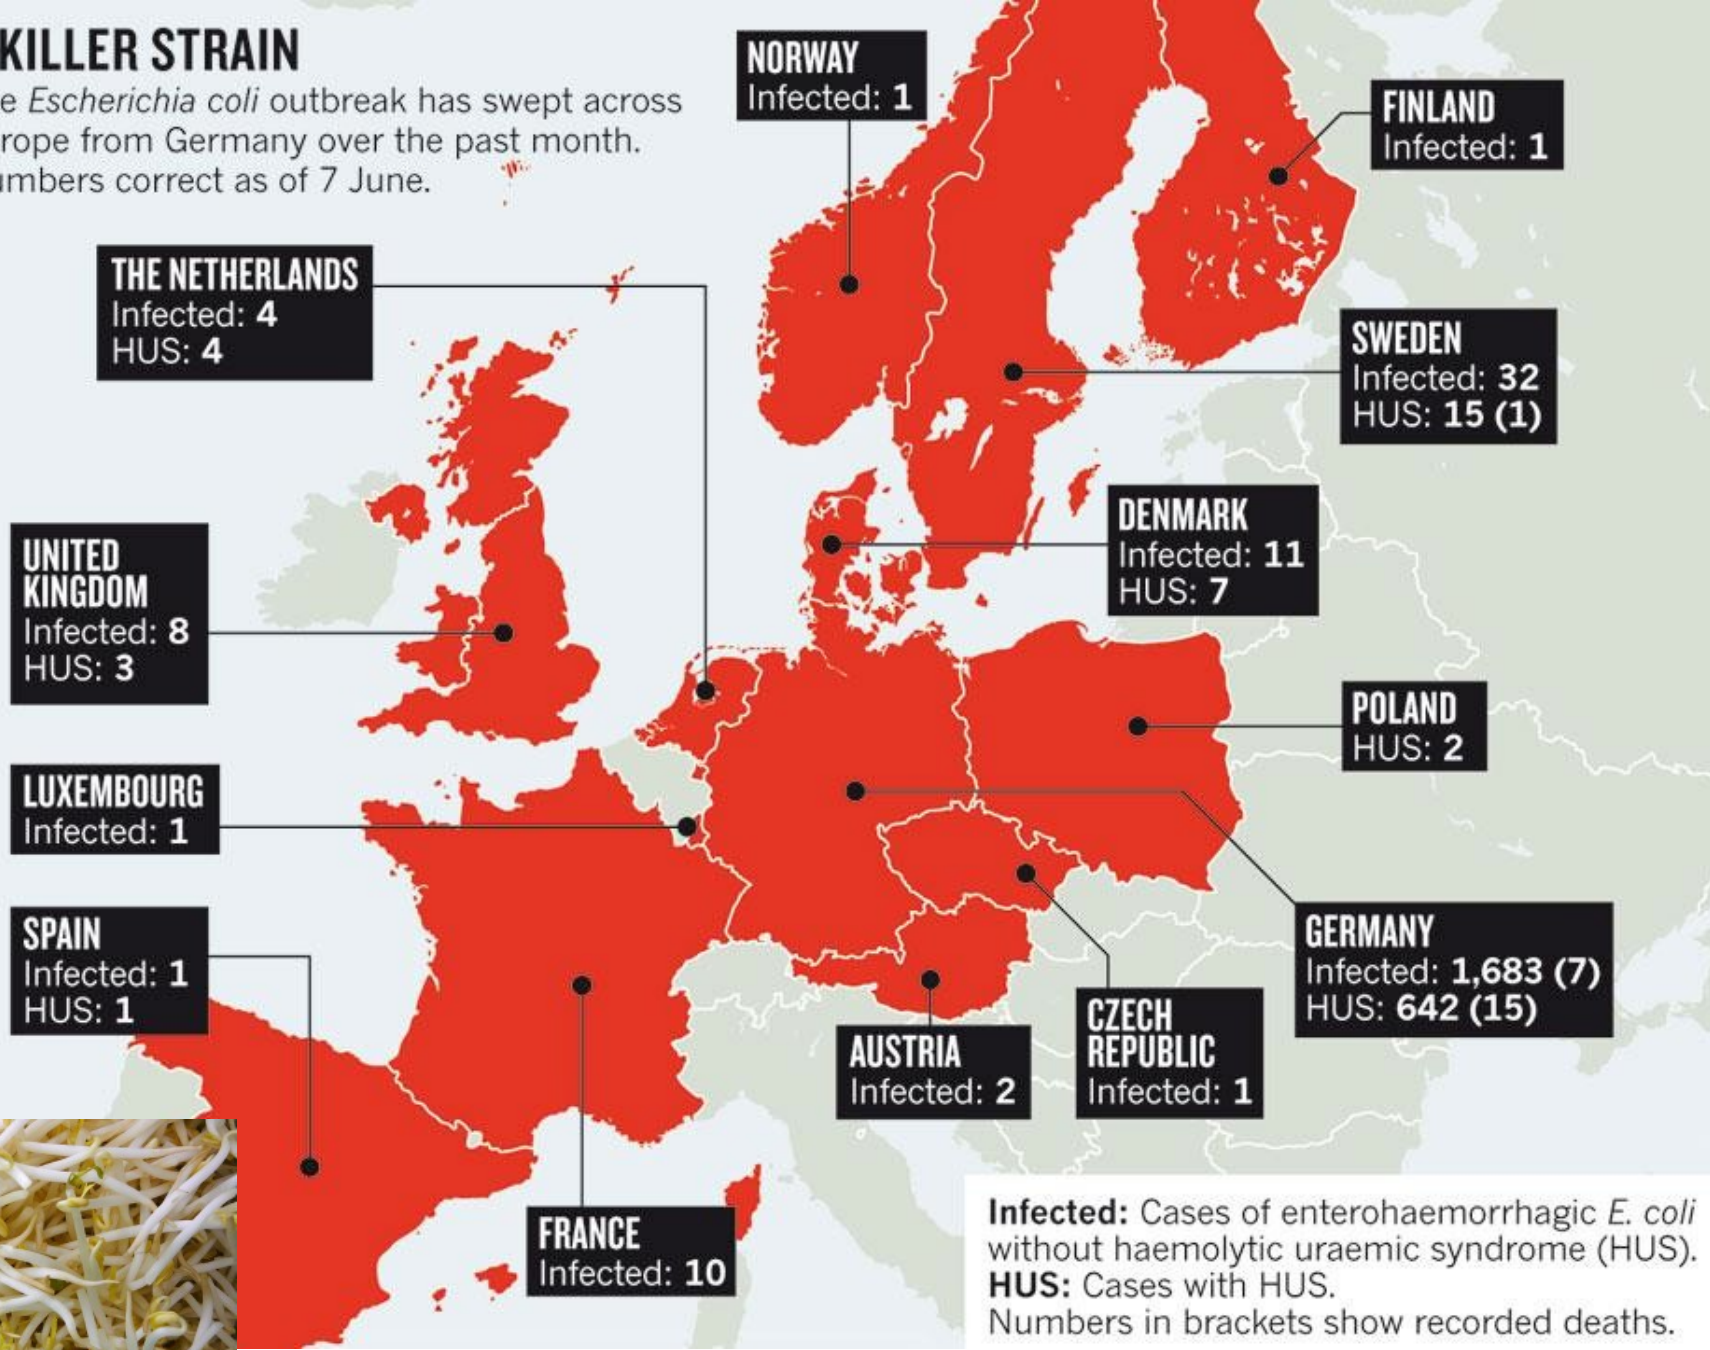 KILLER STRAIN
e Escherichia coli outbreak has swept across
rope from Germany over the past month.
umbers correct as of 7 June.
NORWAY
Infected: 1
FINLAND
Infected: 1
THE NETHERLANDS
Infected: 4
HUS: 4
SWEDEN
Infected: 32
HUS: 15 (1)
DENMARK
Infected: 11
HUS: 7
UNITED
KINGDOM
Infected: 8
HUS: 3
POLAND
HUS: 2
LUXEMBOURG
Infected: 1
SPAIN
Infected: 1
HUS: 1
GERMANY
Infected: 1,683 (7)
HUS: 642 (15)
CZECH
REPUBLIC
Infected: 1
AUSTRIA
Infected: 2
FRANCE
Infected: 10
Infected: Cases of enterohaemorrhagic E. coli
without haemolytic uraemic syndrome (HUS).
HUS: Cases with HUS.
Numbers in brackets show recorded deaths.